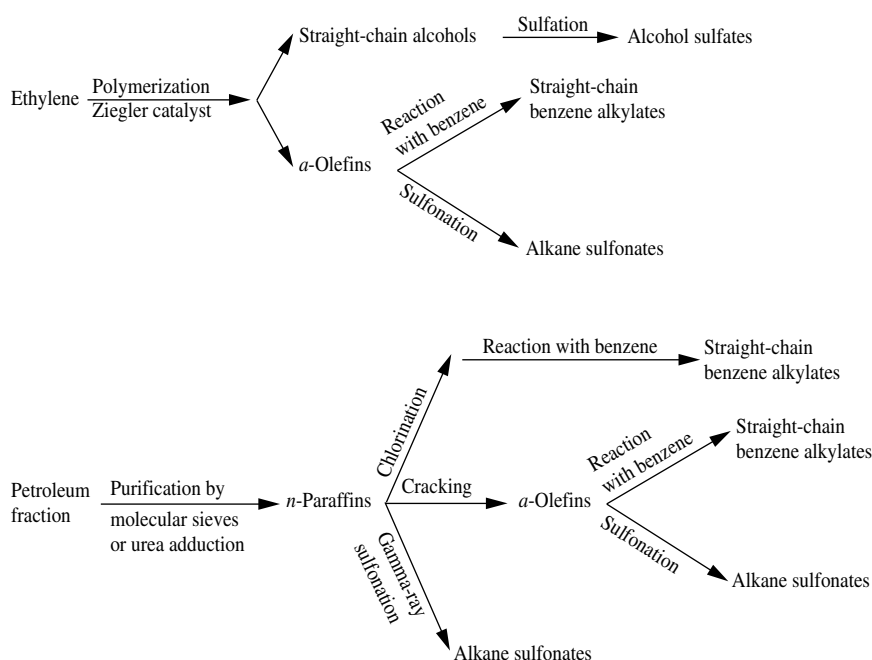 Straight-chain alcohols
Sulfation
Alcohol sulfates
Ethylene
Polymerization
Ziegler catalyst
Reaction
with benzene
Straight-chain
benzene alkylates
a-Olefins
Sulfonation
Alkane sulfonates
Reaction with benzene
Straight-chain
benzene alkylates
Chlorination
Petroleum
fraction
Purification by
molecular sieves
or urea adduction
n-Paraffins
Cracking
a-Olefins
Reaction
with benzene
Straight-chain
benzene alkylates
Sulfonation
Alkane sulfonates
Gamma-ray
sulfonation
Alkane sulfonates